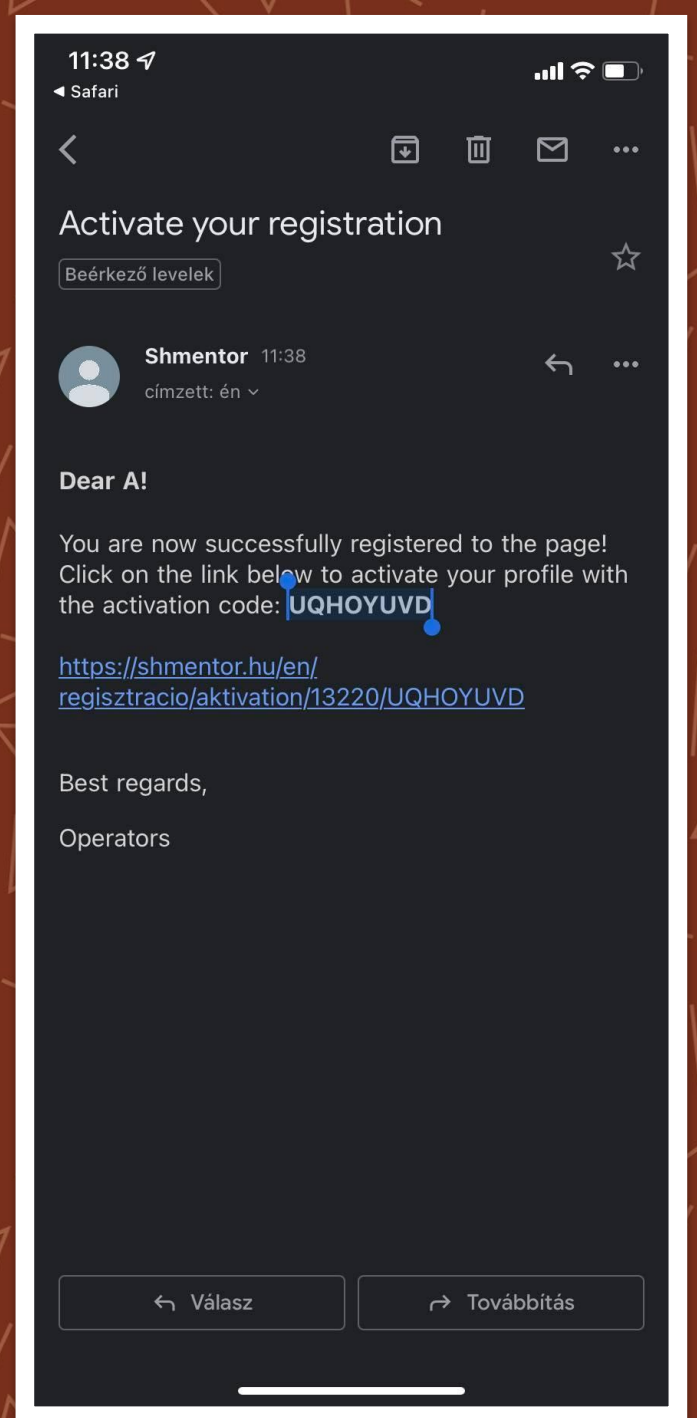 11:38
◀ Safari
Activate your registration
Beérkező levelek
Shmentor 11:38
címzett: én
Dear A!
You are now successfully registered to the page!
Click on the link below to activate your profile with
the activation code: UQHOYUVD
https://shmentor.hu/en/
regisztracio/aktivation/13220/UQHOYUVD
Best regards,
Operators
Válasz
Továbbítás